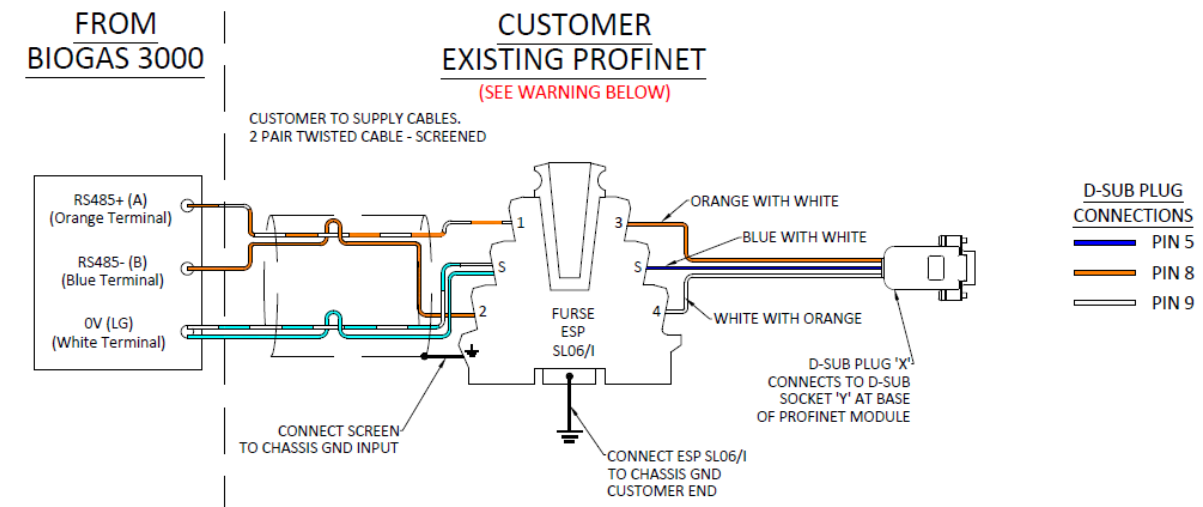 FROM
BIOGAS 3000
CUSTOMER
EXISTING PROFINET
(SEE WARNING BELOW)
CUSTOMER TO SUPPLY CABLES.
2 PAIR TWISTED CABLE - SCREENED
RS485+ (A)
(Orange Terminal)
RS485- (B)
(Blue Terminal)
0V (LG)
(White Terminal)
1
S
2
3
S
4
FURSE
ESP
SL06/I
ORANGE WITH WHITE
BLUE WITH WHITE
WHITE WITH ORANGE
D-SUB PLUG
CONNECTIONS
PIN 5
PIN 8
PIN 9
D-SUB PLUG 'X'
CONNECTS TO D-SUB
SOCKET 'Y' AT BASE
OF PROFINET MODULE
CONNECT SCREEN
TO CHASSIS GND INPUT
CONNECT ESP SL06/I
TO CHASSIS GND
CUSTOMER END